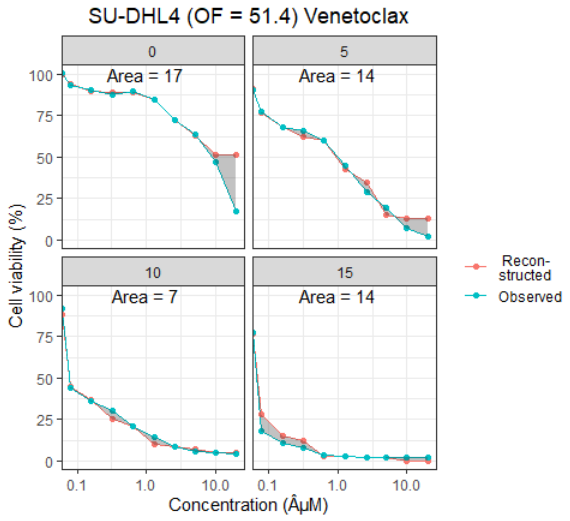 SU-DHL4 (OF = 51.4) Venetoclax
0
5
Area = 17
Area = 14
100
75
50
25
0
10
15
Area = 7
Area = 14
100
75
50
25
0
0.1
1.0
10.0
0.1
1.0
10.0
Cell viability (%)
Concentration (ÂµM)
Recon-
structed
Observed